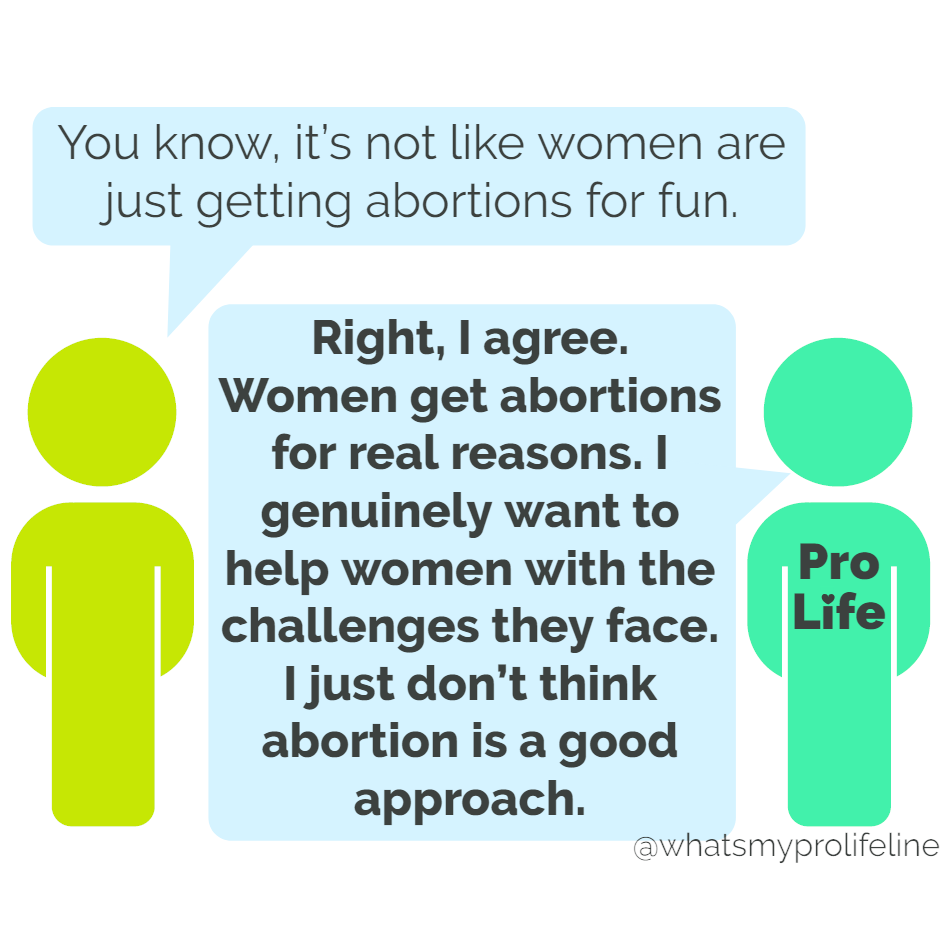 You know, it's not like women are
just getting abortions for fun.
Right, I agree.
Women get abortions
for real reasons. I
genuinely want to
help women with the
challenges they face.
I just don't think
abortion is a good
approach.
Pro
Life
@whatsmyprolifeline